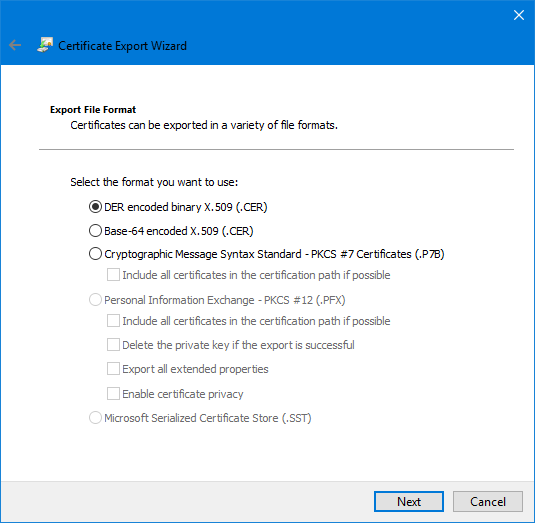 Certificate Export Wizard
Export File Format
Certificates can be exported in a variety of file formats.
Select the format you want to use:
DER encoded binary X.509 (.CER)
Base-64 encoded X.509 (.CER)
Cryptographic Message Syntax Standard - PKCS #7 Certificates (.P7B)
Include all certificates in the certification path if possible
Personal Information Exchange - PKCS #12 (.PFX)
Include all certificates in the certification path if possible
Delete the private key if the export is successful
Export all extended properties
Enable certificate privacy
Microsoft Serialized Certificate Store (.SST)
Next
Cancel